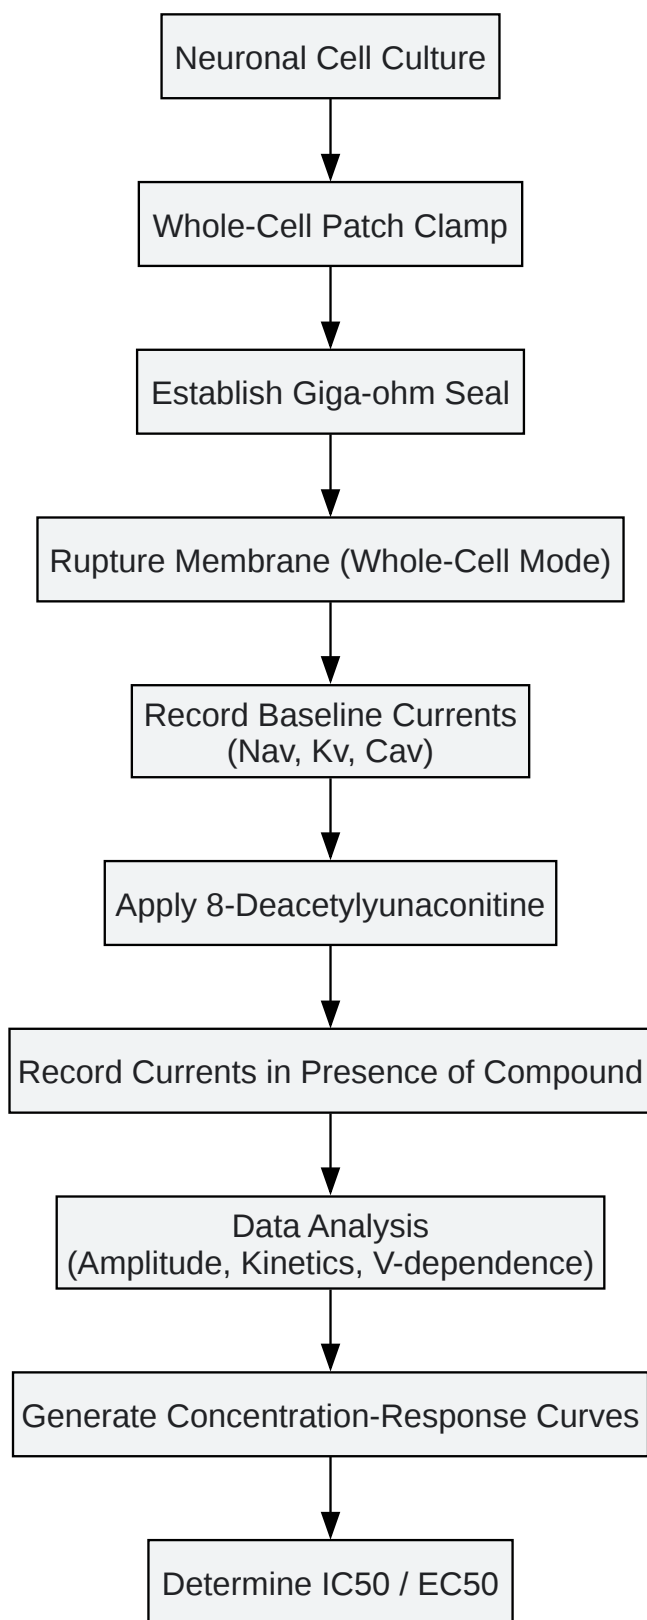 Neuronal Cell Culture
Whole-Cell Patch Clamp
Establish Giga-ohm Seal
Rupture Membrane (Whole-Cell Mode)
Record Baseline Currents
(Nav, Kv, Cav)
Apply 8-Deacetylyunaconitine
Record Currents in Presence of Compound
Data Analysis
(Amplitude, Kinetics, V-dependence)
Generate Concentration-Response Curves
Determine IC50 / EC50